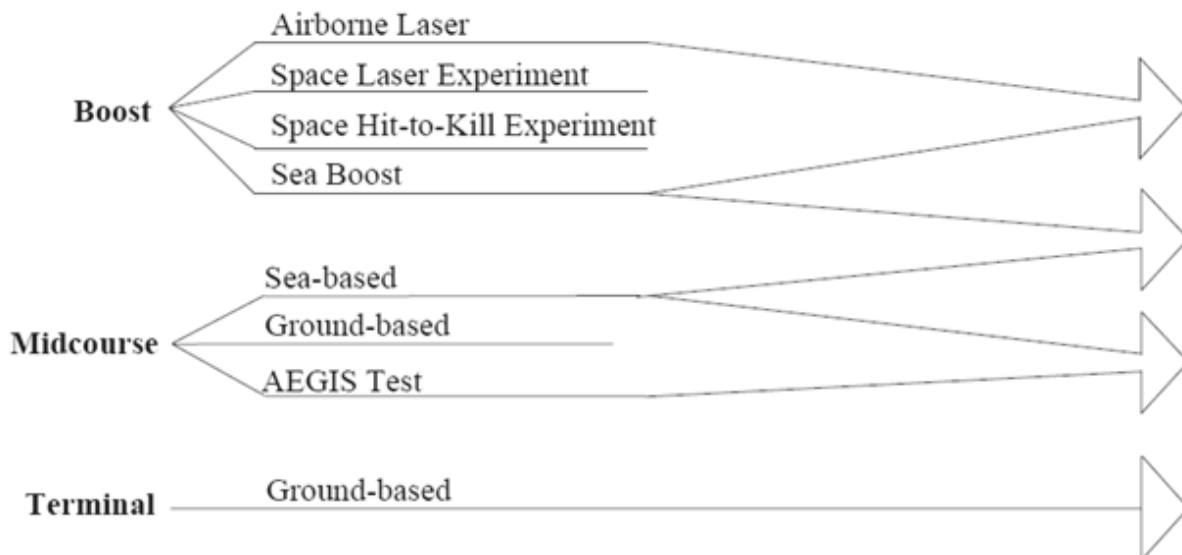 Airborne Laser
Space Laser Experiment
Boost
Space Hit-to-Kill Experiment
Sea Boost
Sea-based
Ground-based
Midcourse
AEGIS Test
Ground-based
Terminal